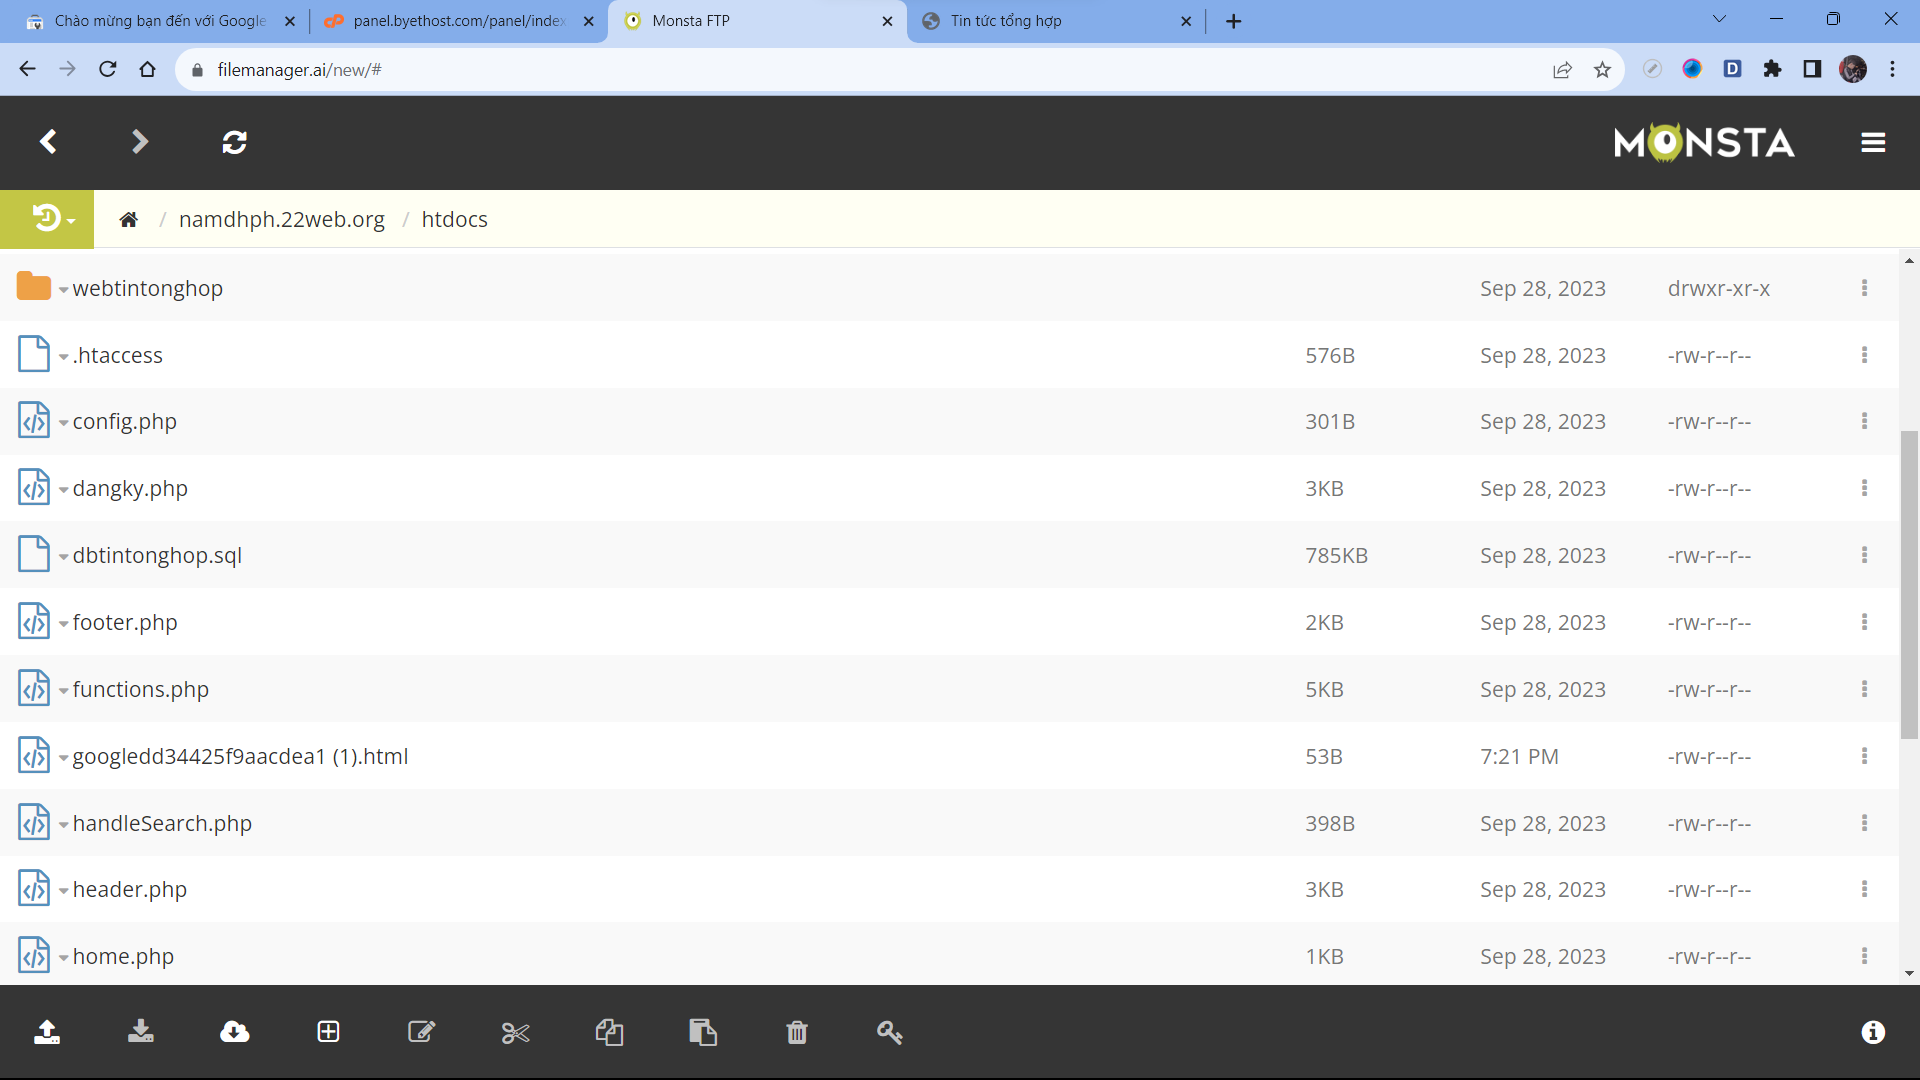 Chào mừng bạn đến với Google
panel.byethost.com/panel/index
Monsta FTP
Tin tức tổng hợp
filemanager.ai/new/#
D
MONSTA
/ namdhph.22web.org / htdocs
webtintonghop Sep 28, 2023 drwxr-xr-x
.htaccess 576B Sep 28, 2023 -rw-r--r--
config.php 301B Sep 28, 2023 -rw-r--r--
dangky.php 3KB Sep 28, 2023 -rw-r--r--
dbtintonghop.sql 785KB Sep 28, 2023 -rw-r--r--
footer.php 2KB Sep 28, 2023 -rw-r--r--
functions.php 5KB Sep 28, 2023 -rw-r--r--
googledd34425f9aacdea1 (1).html 53B 7:21 PM -rw-r--r--
handleSearch.php 398B Sep 28, 2023 -rw-r--r--
header.php 3KB Sep 28, 2023 -rw-r--r--
home.php 1KB Sep 28, 2023 -rw-r--r--